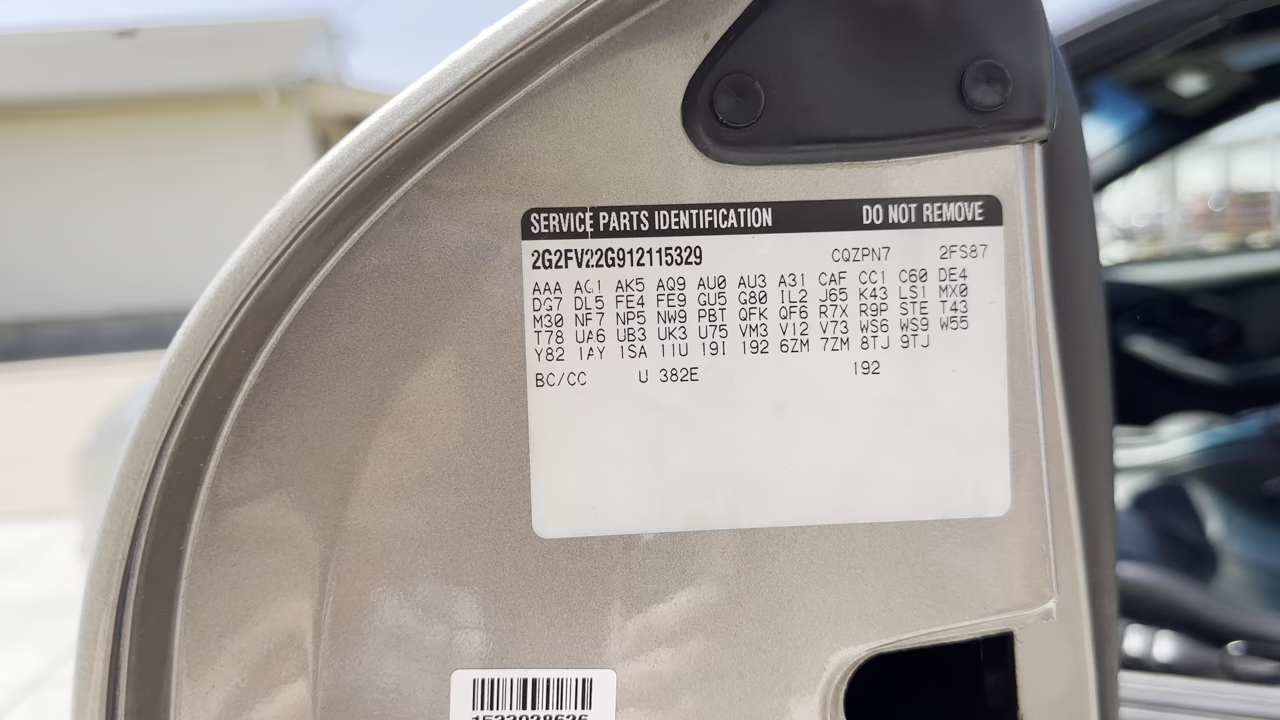 SERVICE PARTS IDENTIFICATION DO NOT REMOVE
2G2FV22G912115329 CQZPN7 2FS87
AAA AG1 AK5 AQ9 AU0 AU3 A31 CAF CC1 C60 DE4
DG7 DL5 FE4 FE9 GU5 G80 IL2 J65 K43 LS1 MX0
M30 NF7 NP5 NW9 PBT QFK QF6 R7X R9P STE T43
T78 UA6 UB3 UK3 U75 VM3 V12 V73 WS6 WS9 W55
Y82 1AY 1SA 11U 19I 192 6ZM 7ZM 8TJ 9TJ
BC/CC U 382E 192